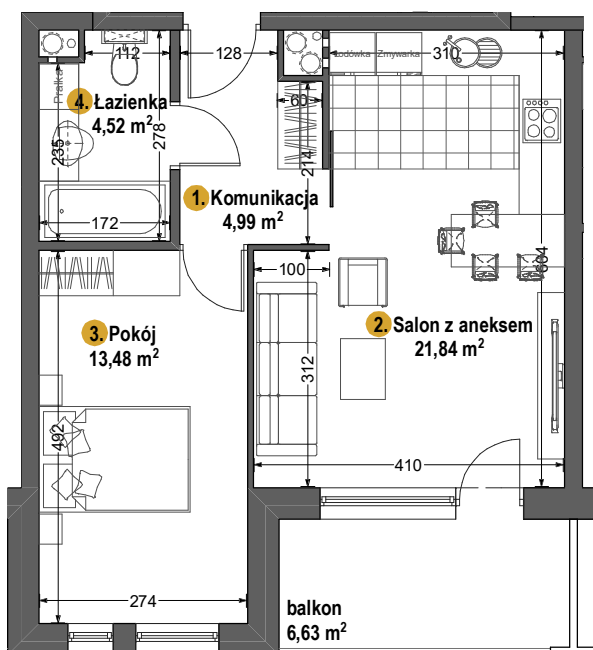 112
128
Lodówka
Zmywarka
310
4. Łazienka
4,52 m²
Pralka
278
235
60
214
172
1. Komunikacja
4,99 m²
100
604
3. Pokój
13,48 m²
2. Salon z aneksem
21,84 m²
312
492
410
274
balkon
6,63 m²